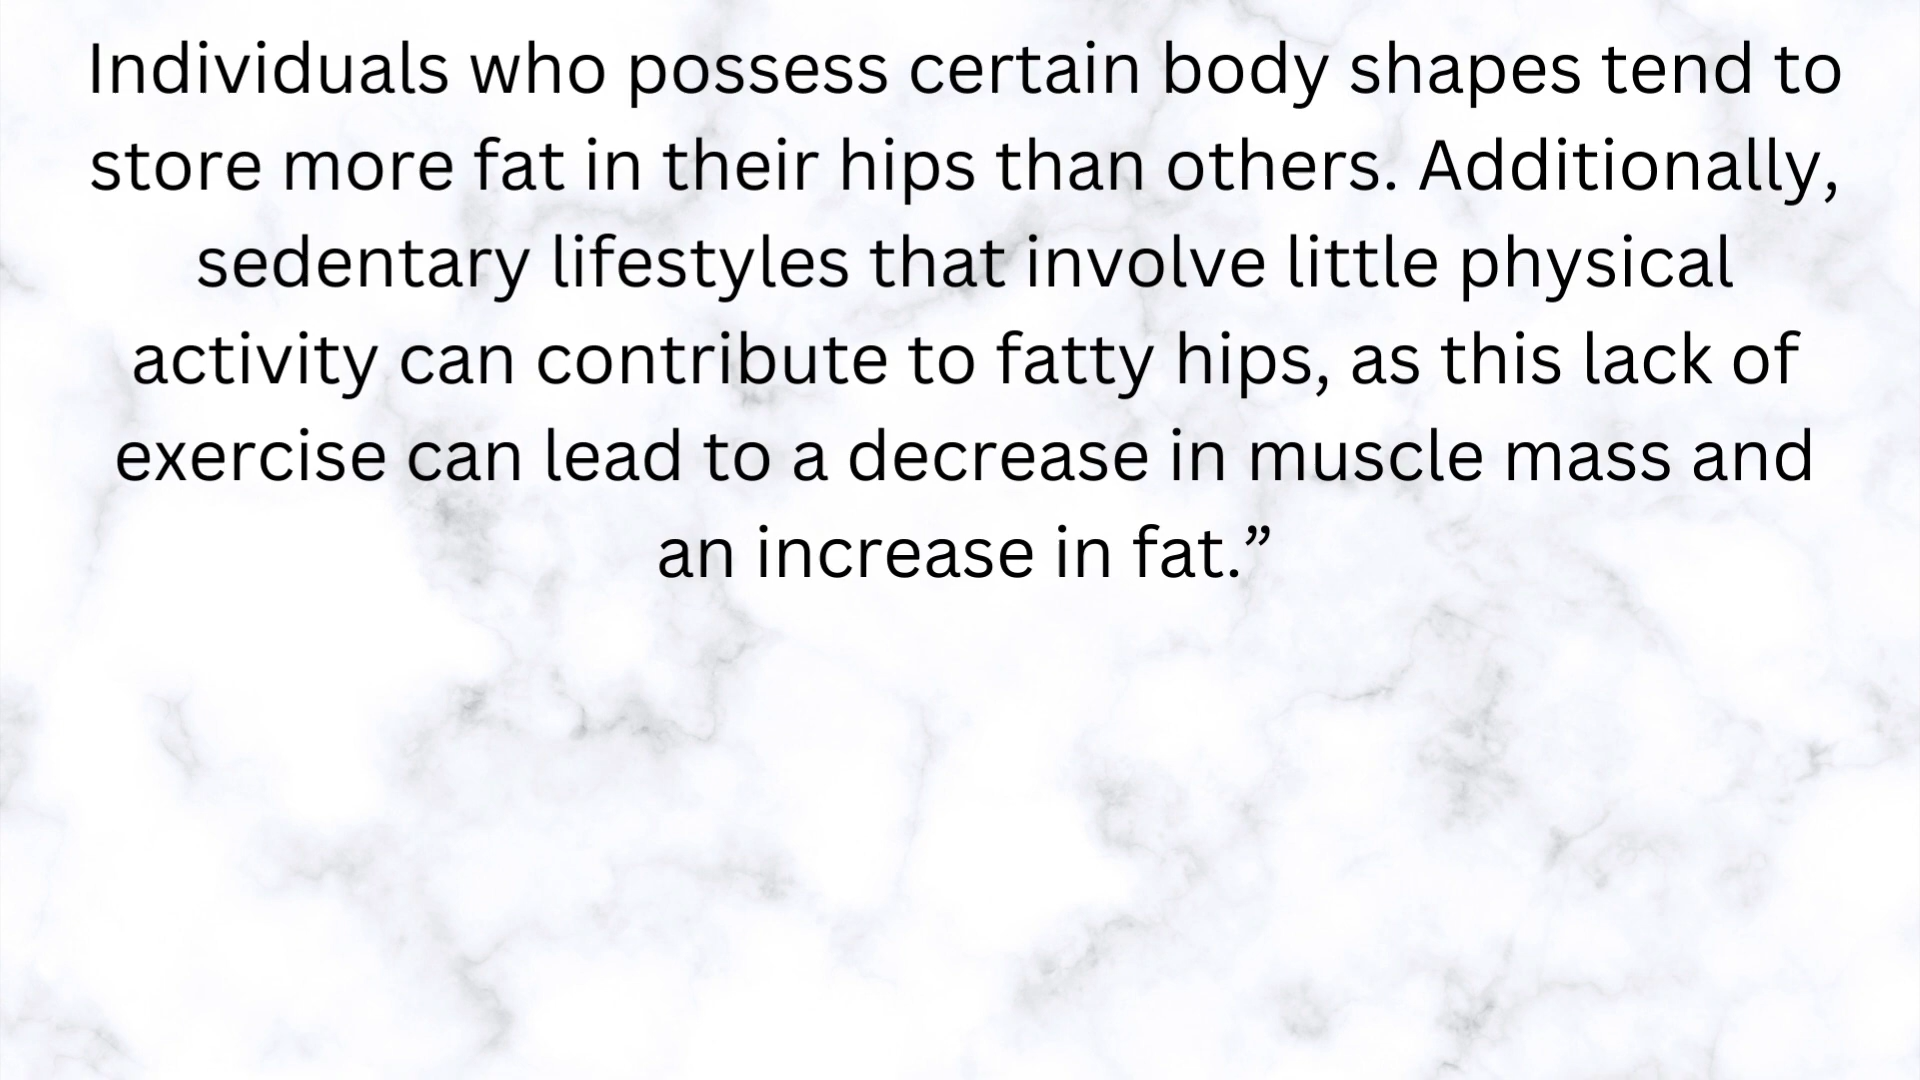 Individuals who possess certain body shapes tend to
store more fat in their hips than others. Additionally,
sedentary lifestyles that involve little physical
activity can contribute to fatty hips, as this lack of
exercise can lead to a decrease in muscle mass and
an increase in fat.”